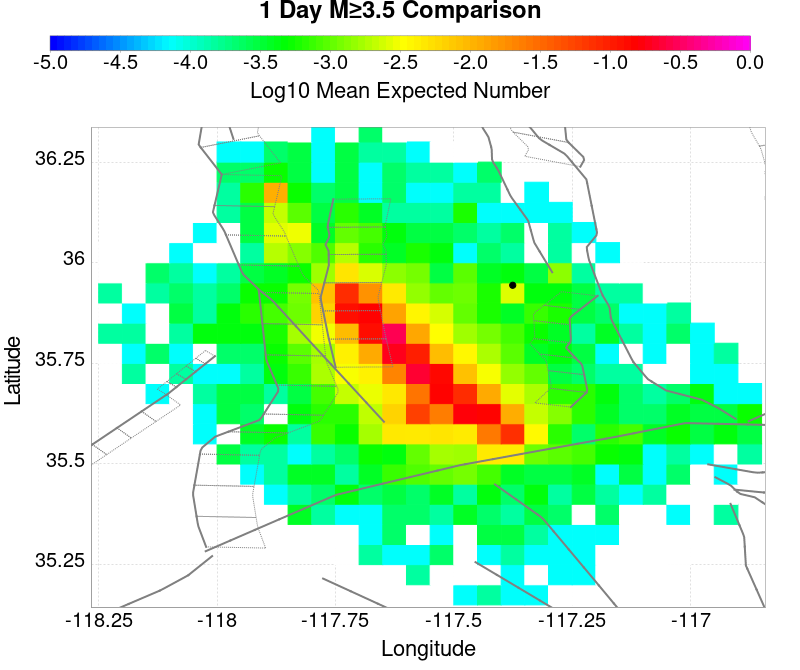 1 Day M≥3.5 Comparison
-5.0 -4.5 -4.0 -3.5 -3.0 -2.5 -2.0 -1.5 -1.0 -0.5 0.0
Log10 Mean Expected Number
36.25
36
35.75
35.5
35.25
Latitude
-118.25 -118 -117.75 -117.5 -117.25 -117
Longitude